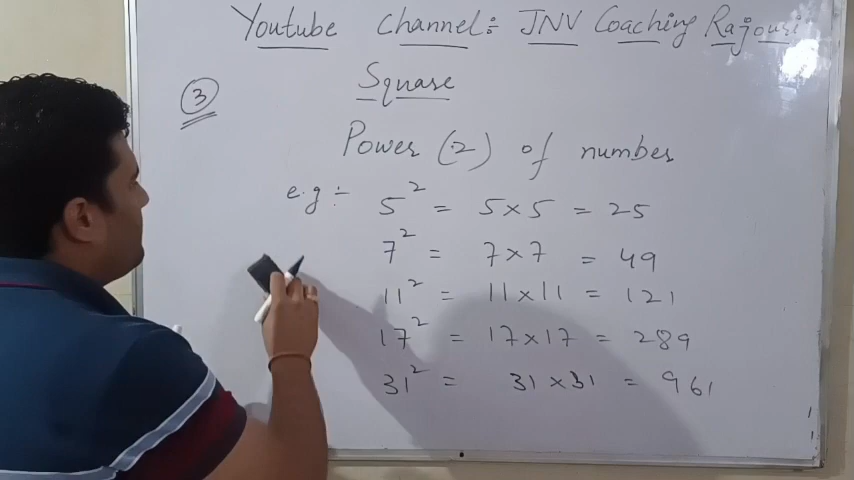 Youtube channel:- JNV Coaching Rajouri
3
Square
Power (2) of number
e.g:- 5² = 5×5 = 25
7² = 7×7 = 49
11² = 11×11 = 121
17² = 17×17 = 289
31² = 31×31 = 961